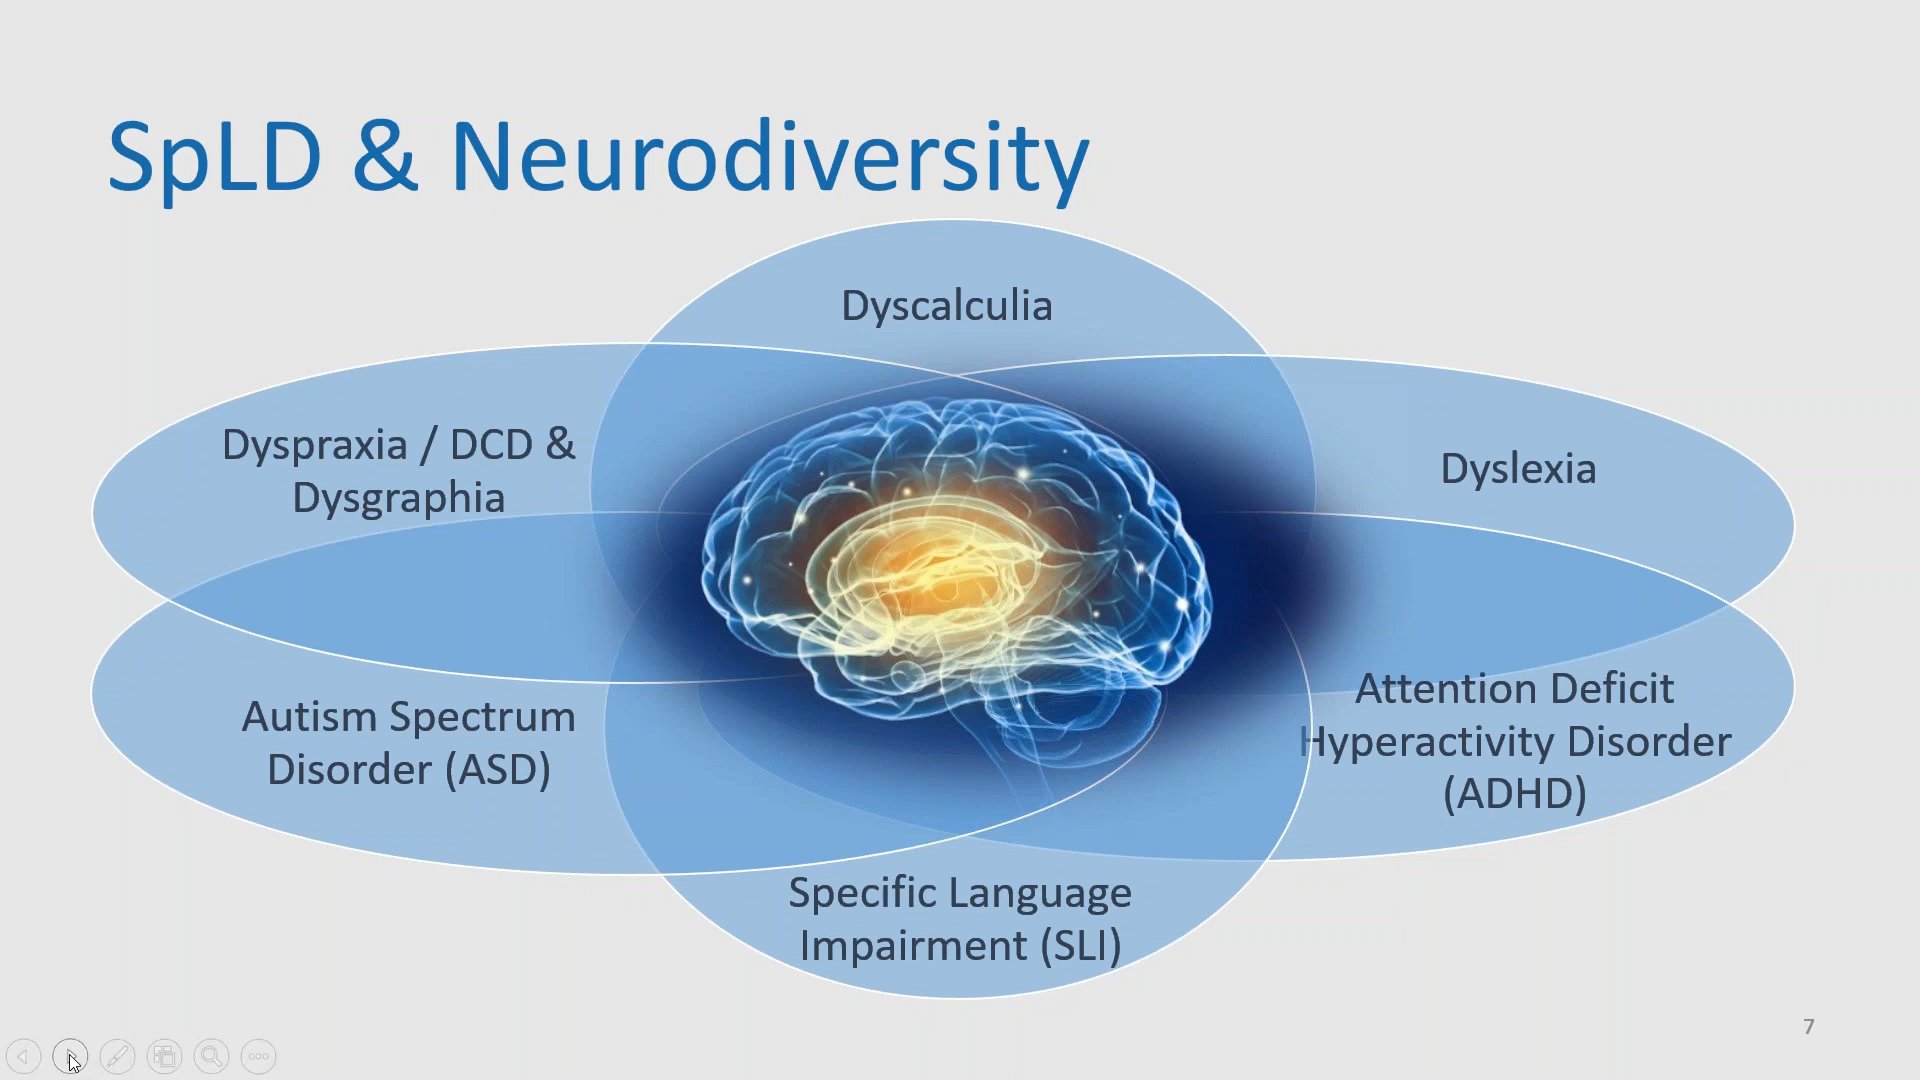 SpLD & Neurodiversity
Dyscalculia
Dyspraxia / DCD &
Dysgraphia
Dyslexia
Autism Spectrum
Disorder (ASD)
Attention Deficit
Hyperactivity Disorder
(ADHD)
Specific Language
Impairment (SLI)
7